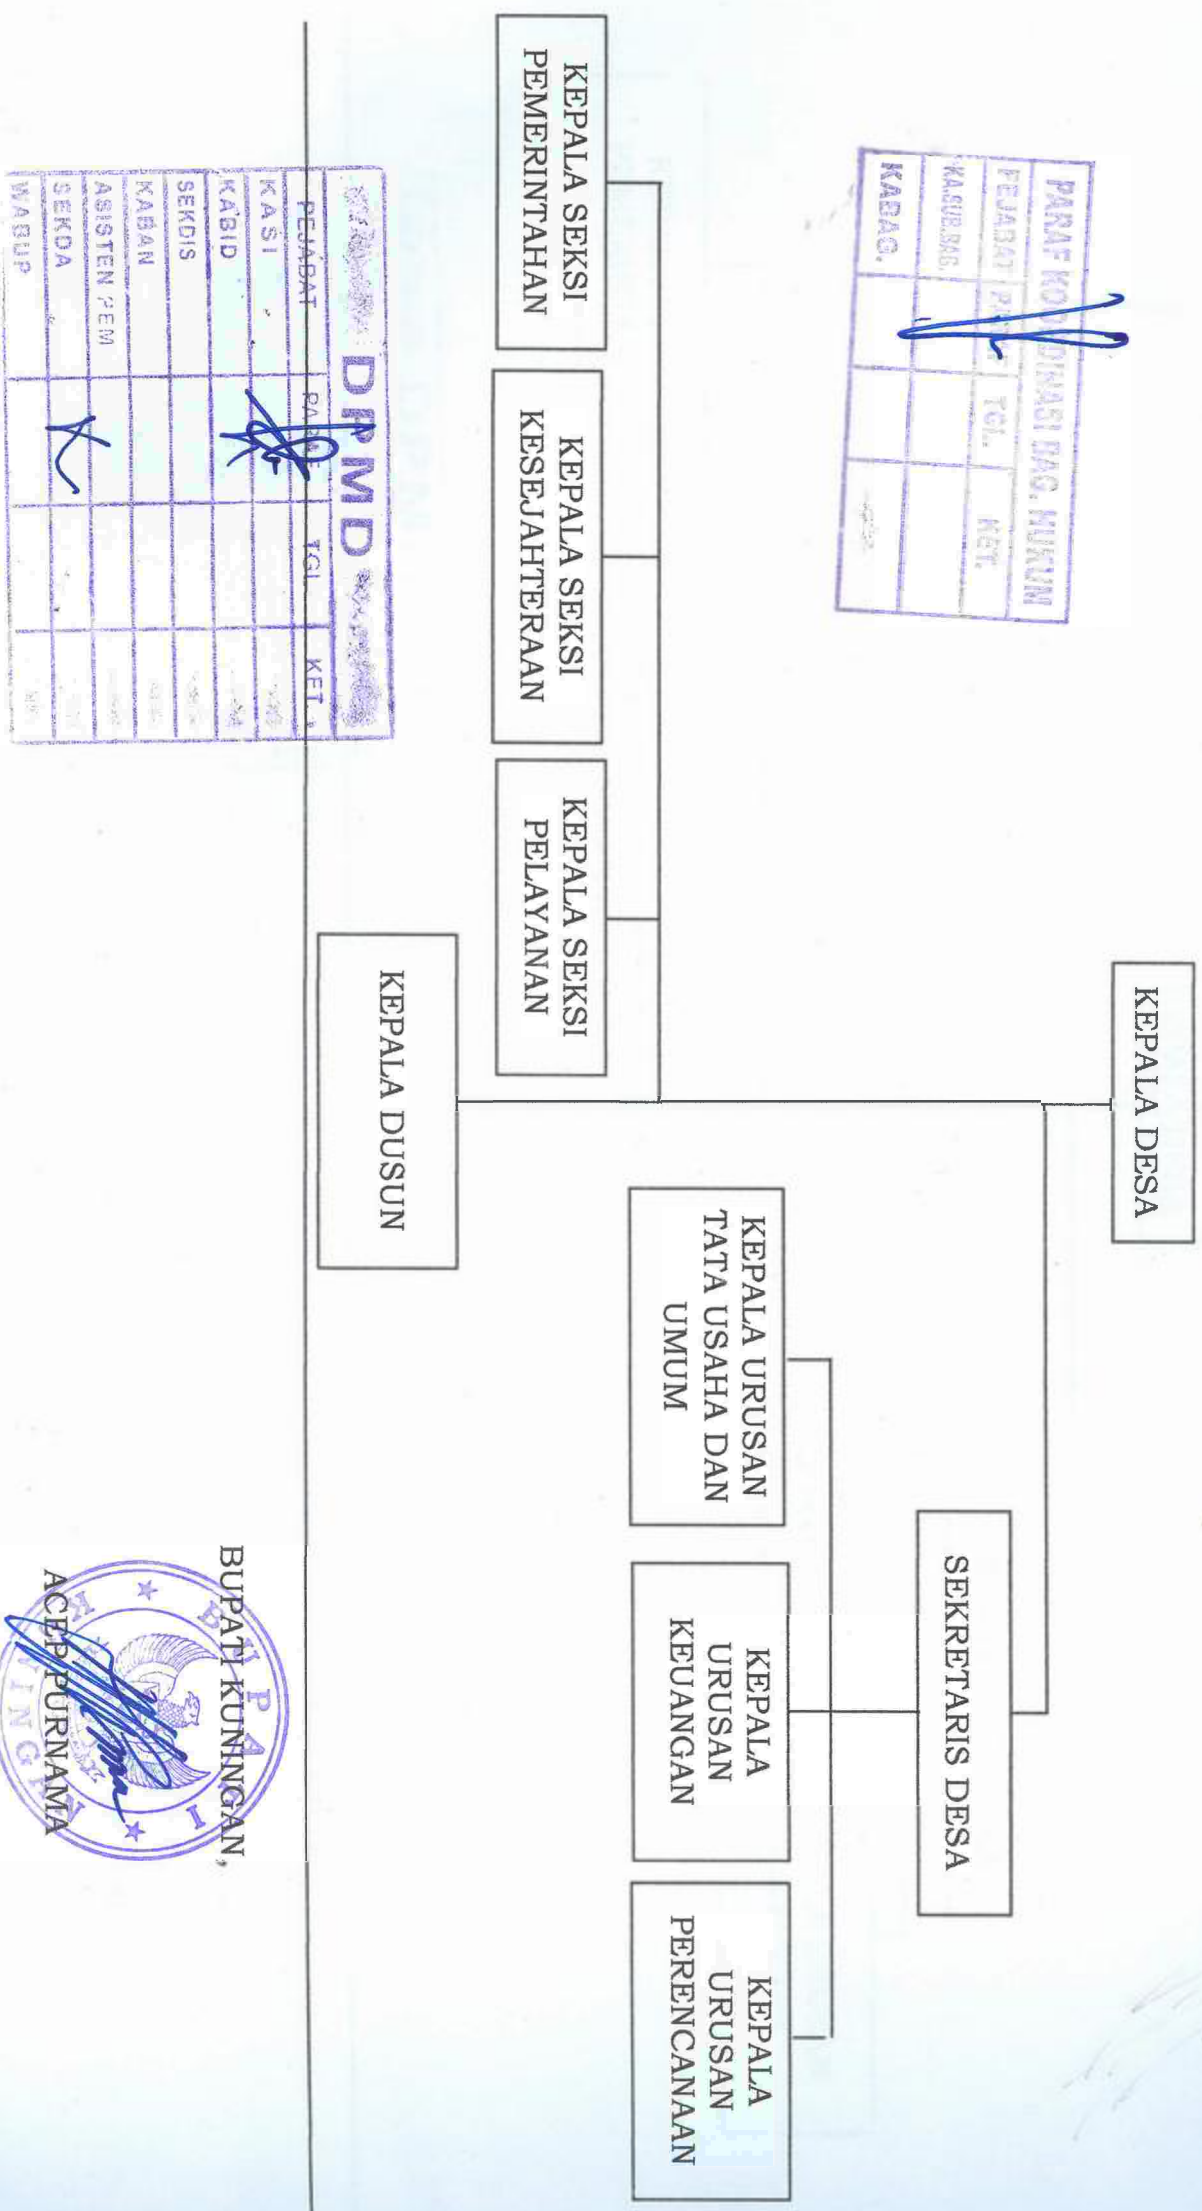 KEPALA DESA
PARAF KOORDINASI BAG. HUKUM
PEJABAT
TGL.
KET.
KA.SUB.BAG.
KABAG.
SEKRETARIS DESA
KEPALA URUSAN
TATA USAHA DAN
UMUM
KEPALA
URUSAN
KEUANGAN
KEPALA
URUSAN
PERENCANAAN
KEPALA SEKSI
PEMERINTAHAN
KEPALA SEKSI
KESEJAHTERAAN
KEPALA SEKSI
PELAYANAN
KEPALA DUSUN
DPMD
PEJABAT PARAF TGL. KET.
KASI
KABID
SEKDIS
KABAN
ASISTEN PEM
SEKDA
WABUP
BUPATI KUNINGAN,
BUPATI
KUNINGAN
ACEP PURNAMA